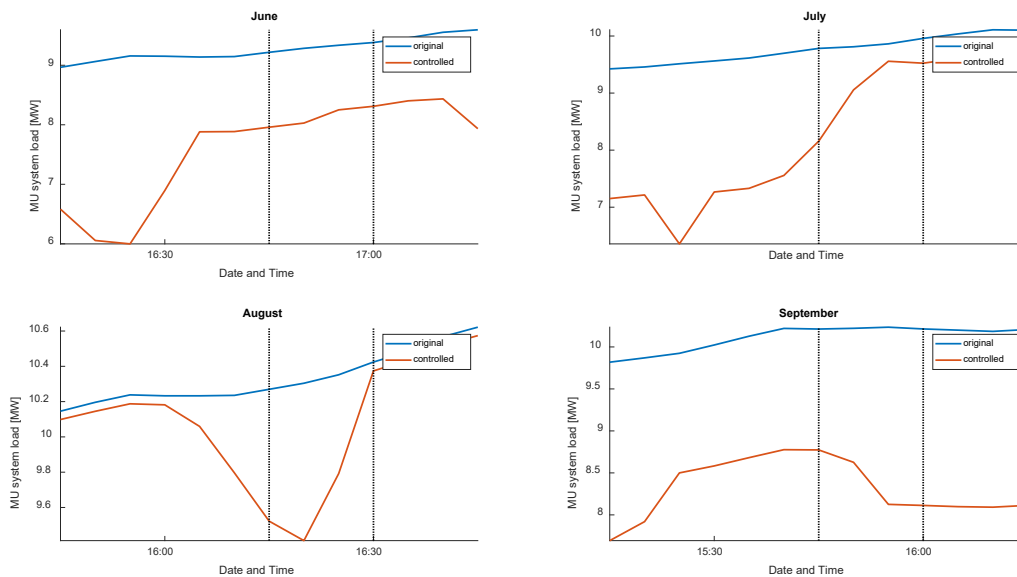 June
MU system load [MW]
9
8
7
6
original
controlled
16:30
17:00
Date and Time
July
MU system load [MW]
10
9
8
7
original
controlled
15:45
16:00
Date and Time
August
MU system load [MW]
10.6
10.4
10.2
10
9.8
9.6
original
controlled
16:00
16:30
Date and Time
September
MU system load [MW]
10
9.5
9
8.5
8
original
controlled
15:30
16:00
Date and Time